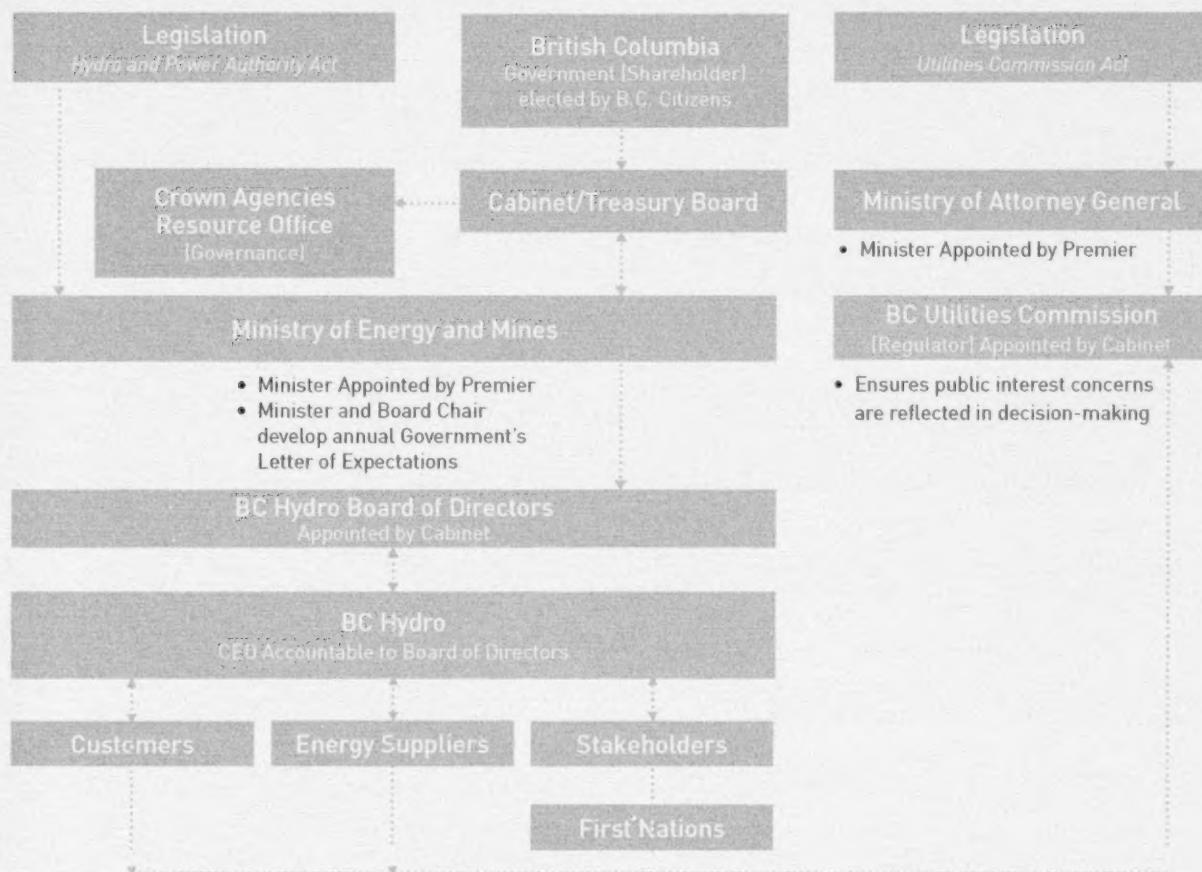 Legislation
Hydro and Power Authority Act
British Columbia
Government [Shareholder]
elected by B.C. Citizens
Legislation
Utilities Commission Act
Crown Agencies
Resource Office
[Governance]
Cabinet/Treasury Board
Ministry of Attorney General
• Minister Appointed by Premier
Ministry of Energy and Mines
BC Utilities Commission
[Regulator] Appointed by Cabinet
• Minister Appointed by Premier
• Minister and Board Chair
develop annual Government's
Letter of Expectations
• Ensures public interest concerns
are reflected in decision-making
BC Hydro Board of Directors
Appointed by Cabinet
BC Hydro
CEO Accountable to Board of Directors
Customers
Energy Suppliers
Stakeholders
First Nations